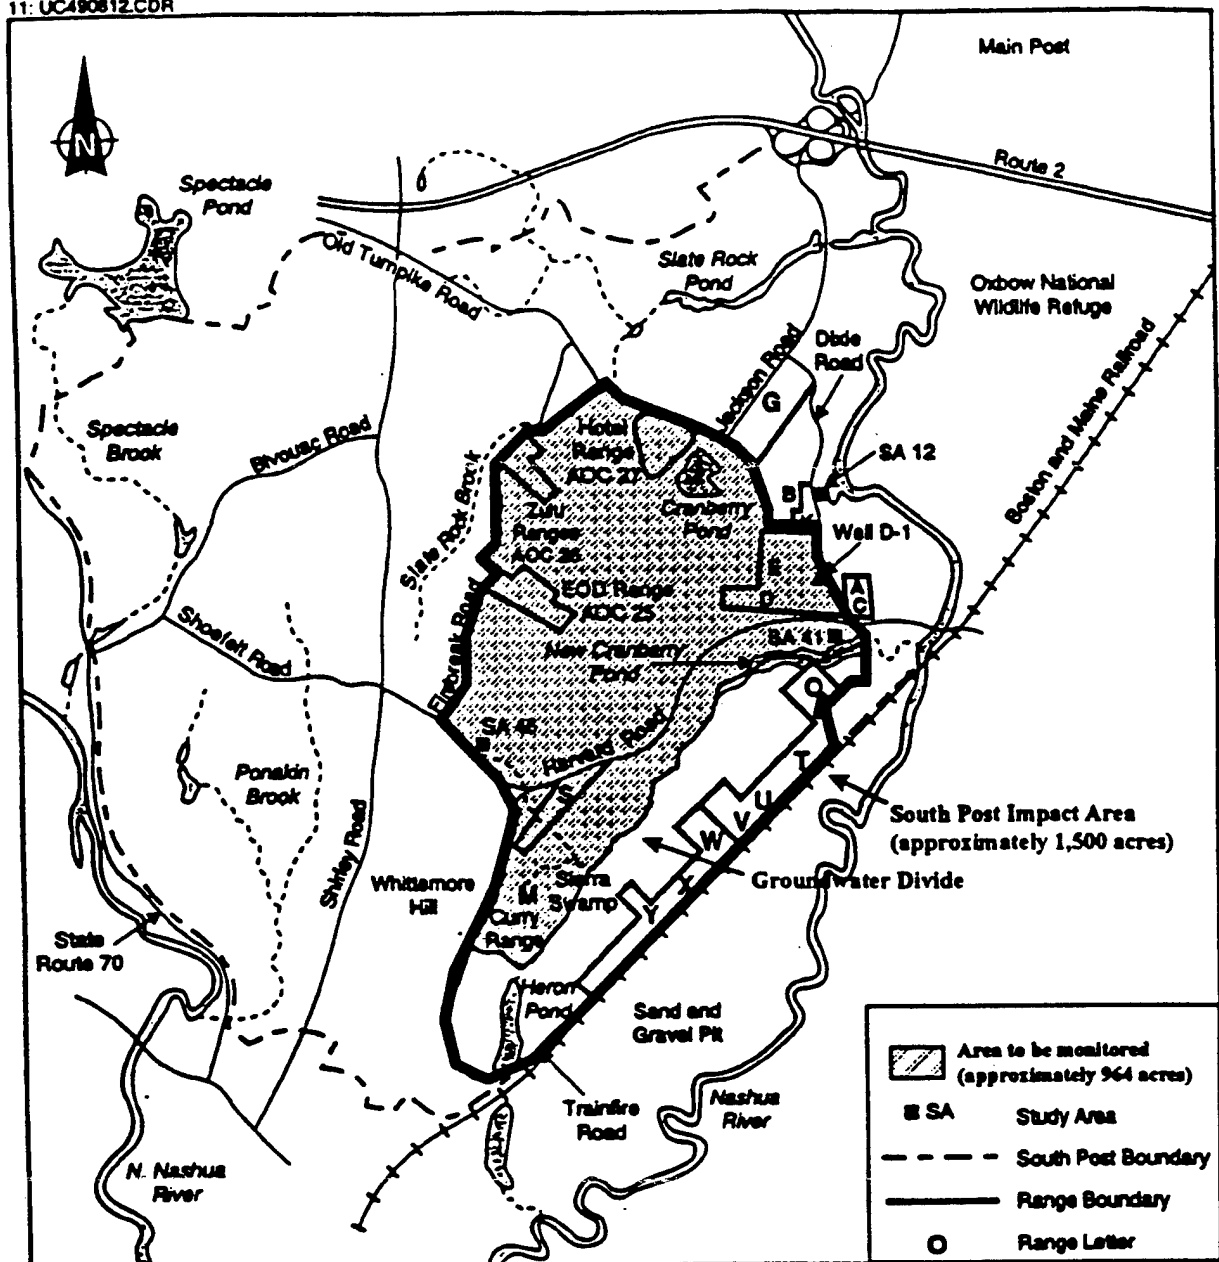 11: UC490612.CDR
Main Post
N
Route 2
Spectacle
Pond
Old Turnpike Road
Slate Rock
Pond
Oxbow National
Wildlife Refuge
Dixie
Road
Jackson Road
Boston and Maine Railroad
G
Spectacle
Brook
Bivouac Road
Hotel
Range
AOC 27
SA 12
B
Slate Rock Brook
Zulu
Ranges
AOC 26
Cranberry
Pond
Well D-1
E
EOD Range
AOC 25
D
A
C
Shoefelt Road
Firebreak Road
SA 41
New Cranberry
Pond
O
SA 46
Harvard Road
Ponakin
Brook
T
S
U
South Post Impact Area
(approximately 1,500 acres)
V
W
Shirley Road
Whittemore
Hill
Groundwater Divide
M
Sierra
Swamp
X
Curry
Range
Y
State
Route 70
Heron
Pond
Sand and
Gravel Pit
Area to be monitored
(approximately 964 acres)
Trainfire
Road
Nashua
River
SA
Study Area
South Post Boundary
N. Nashua
River
Range Boundary
O
Range Letter